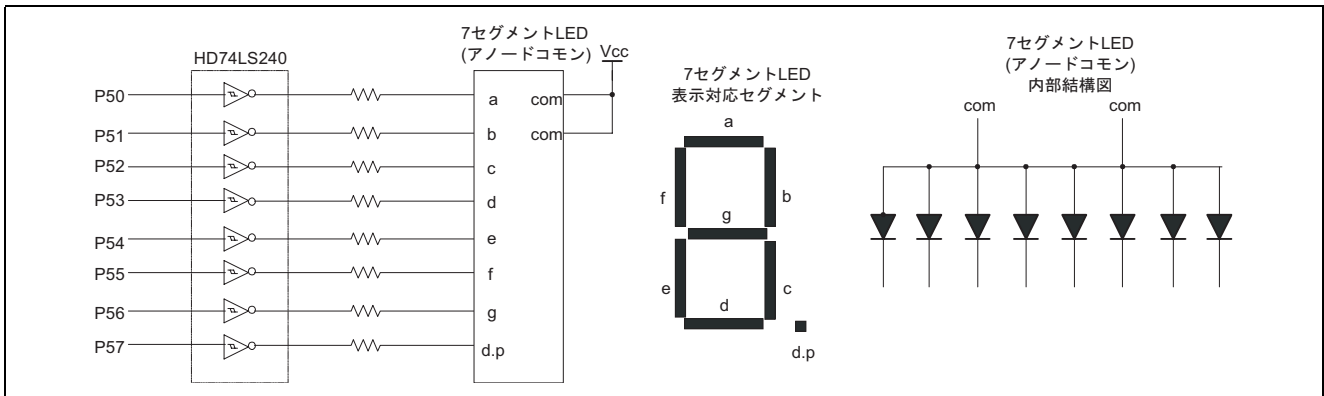 HD74LS240
7セグメントLED
(アノードコモン)
Vcc
P50
P51
P52
P53
P54
P55
P56
P57
a
b
c
d
e
f
g
d.p
com
com
7セグメントLED
表示対応セグメント
a
f
b
g
e
c
d
d.p
7セグメントLED
(アノードコモン)
内部結構図
com
com